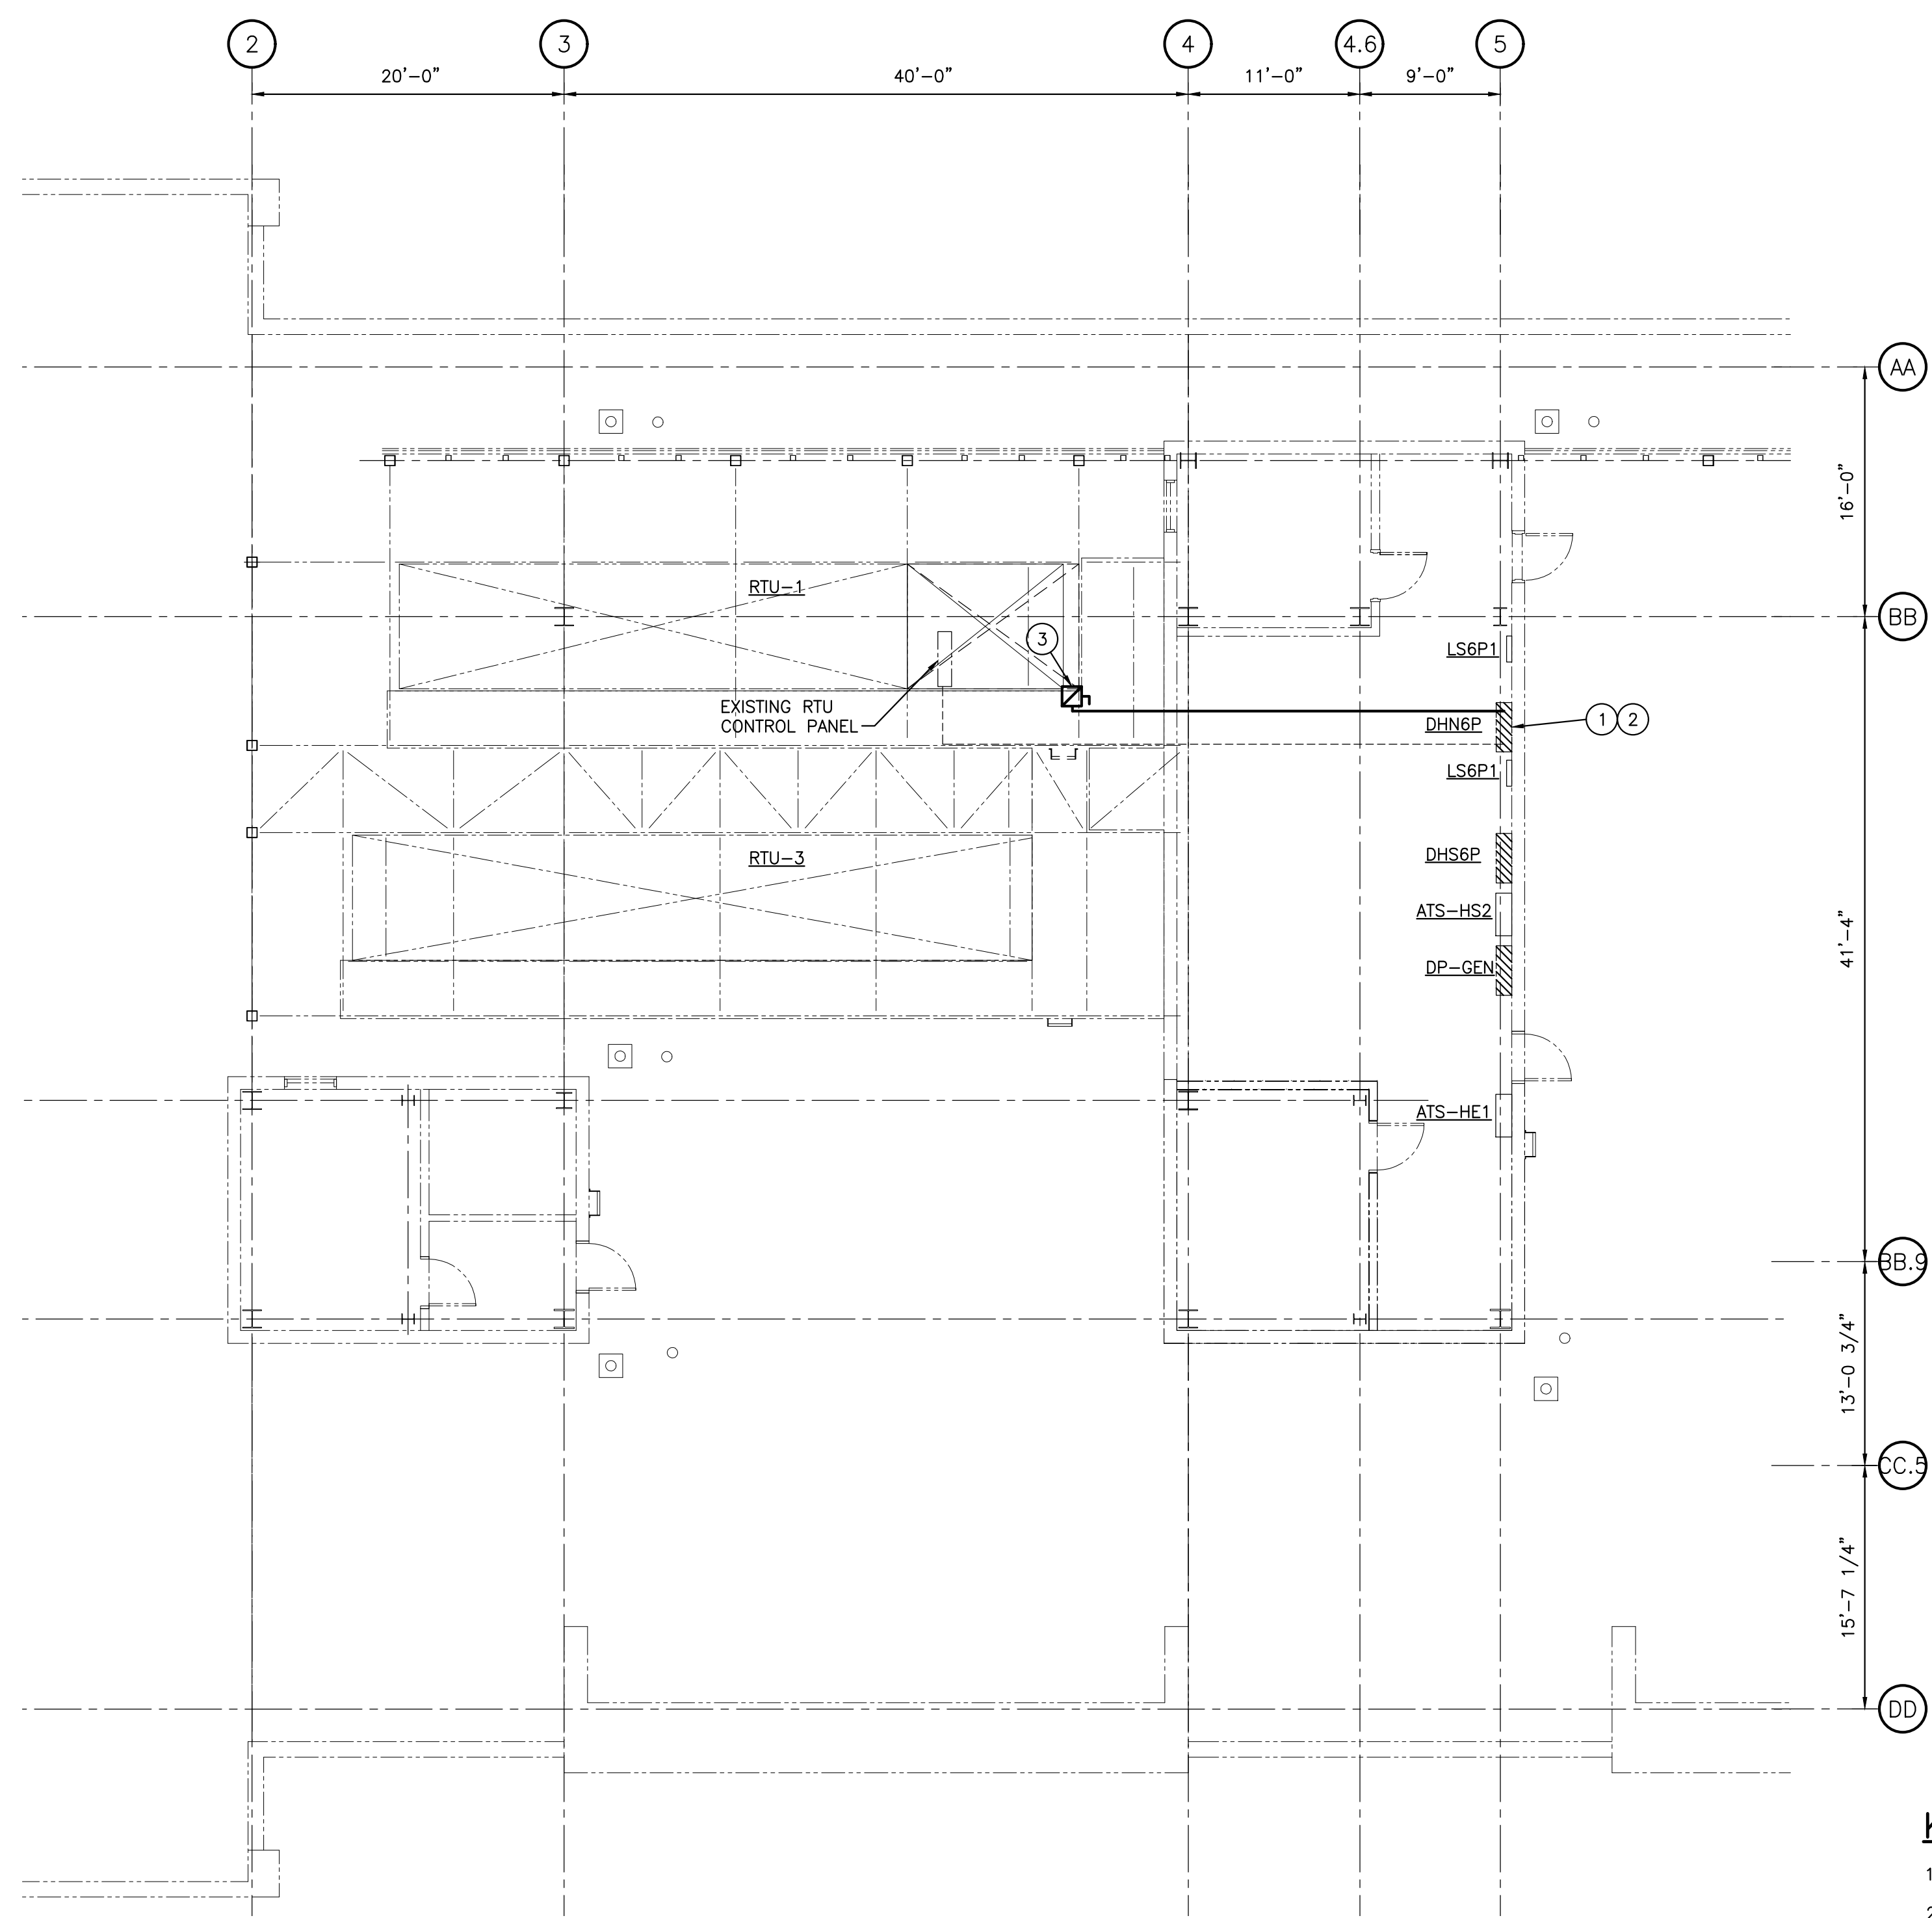 2 3 4 4.6 5
20'-0" 40'-0" 11'-0" 9'-0"
AA
16'-0"
RTU-1
BB
3
LS6P1
EXISTING RTU
CONTROL PANEL
DHN6P
1 2
LS6P1
RTU-3
DHS6P
ATS-HS2
41'-4"
DP-GEN
ATS-HE1
BB.9
13'-0 3/4"
CC.5
15'-7 1/4"
DD
1
2